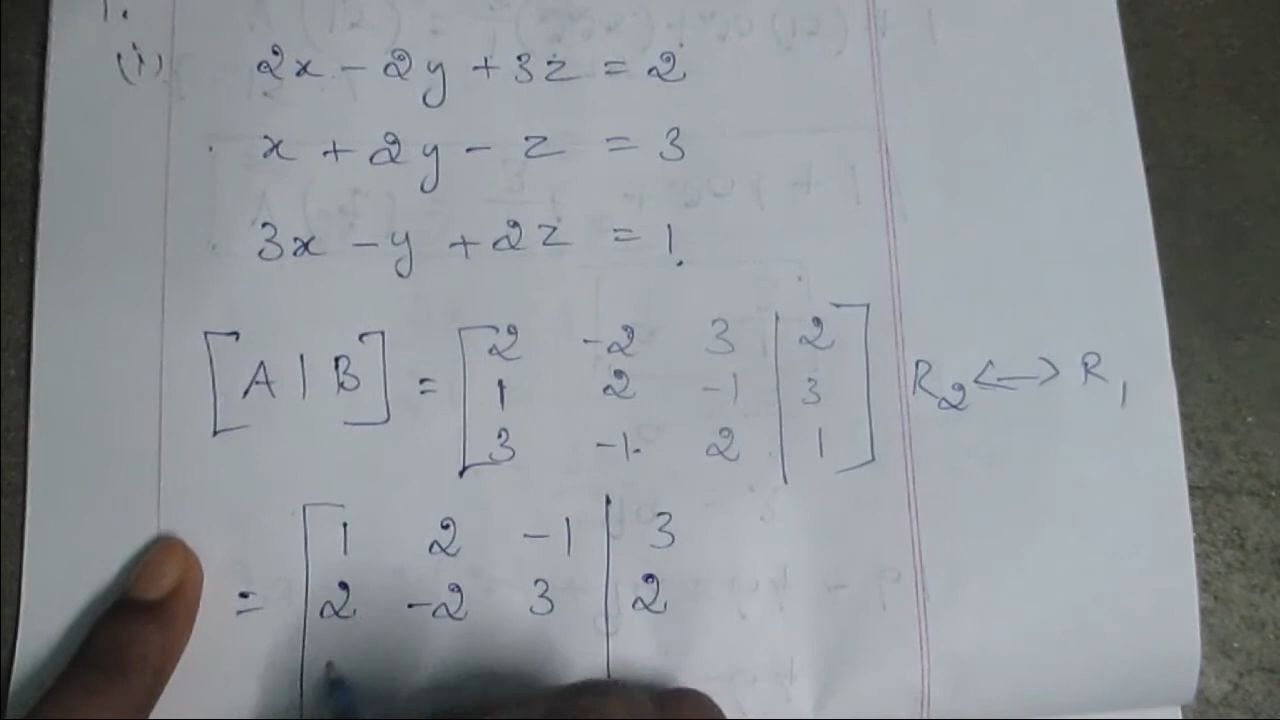 1.
(i) 2x - 2y + 3z = 2
x + 2y - z = 3
3x - y + 2z = 1.
[A | B] = [2 -2 3 | 2] R2 <-> R1
1 2 -1 3
3 -1 2 1
= [1 2 -1 | 3
2 -2 3 | 2